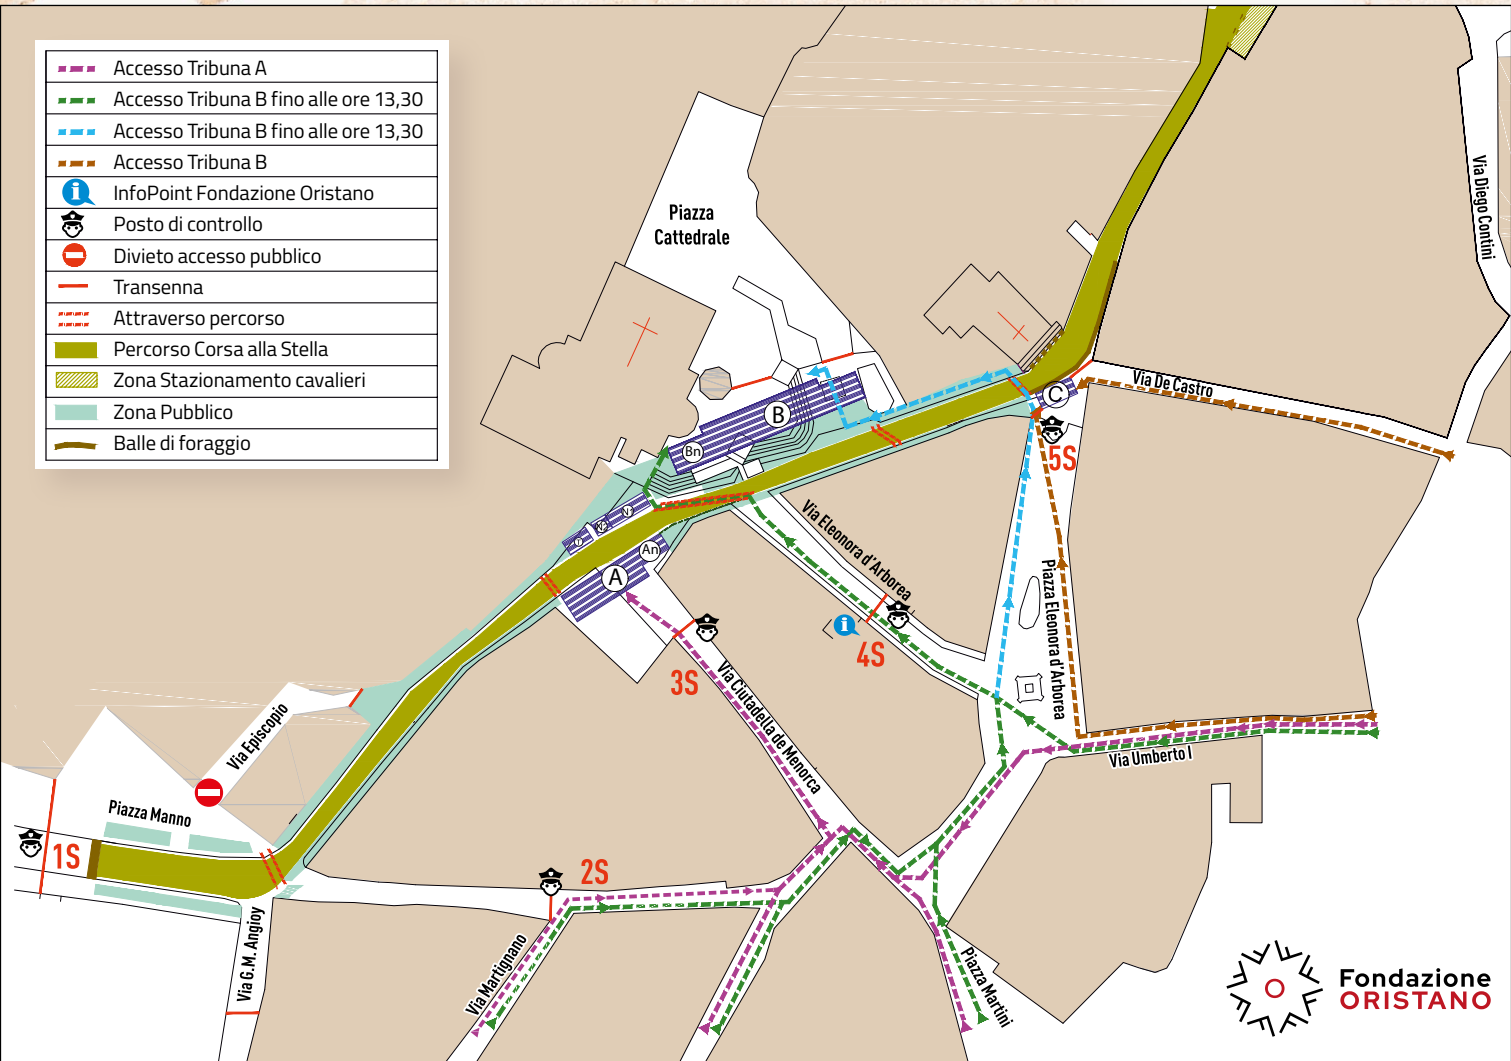 Accesso Tribuna A
Accesso Tribuna B fino alle ore 13,30
Accesso Tribuna B fino alle ore 13,30
Accesso Tribuna B
InfoPoint Fondazione Oristano
Posto di controllo
Divieto accesso pubblico
Transenna
Attraverso percorso
Percorso Corsa alla Stella
Zona Stazionamento cavalieri
Zona Pubblico
Balle di foraggio
Piazza
Cattedrale
Via Diego Contini
B
Bn
C
Via De Castro
5S
An
A
Via Eleonora d'Arborea
Piazza Eleonora d'Arborea
4S
3S
Via Ciutadella de Menorca
Via Umberto I
Via Episcopio
Piazza Manno
1S
2S
Via G.M. Angioy
Via Martignano
Piazza Martini
Fondazione
ORISTANO